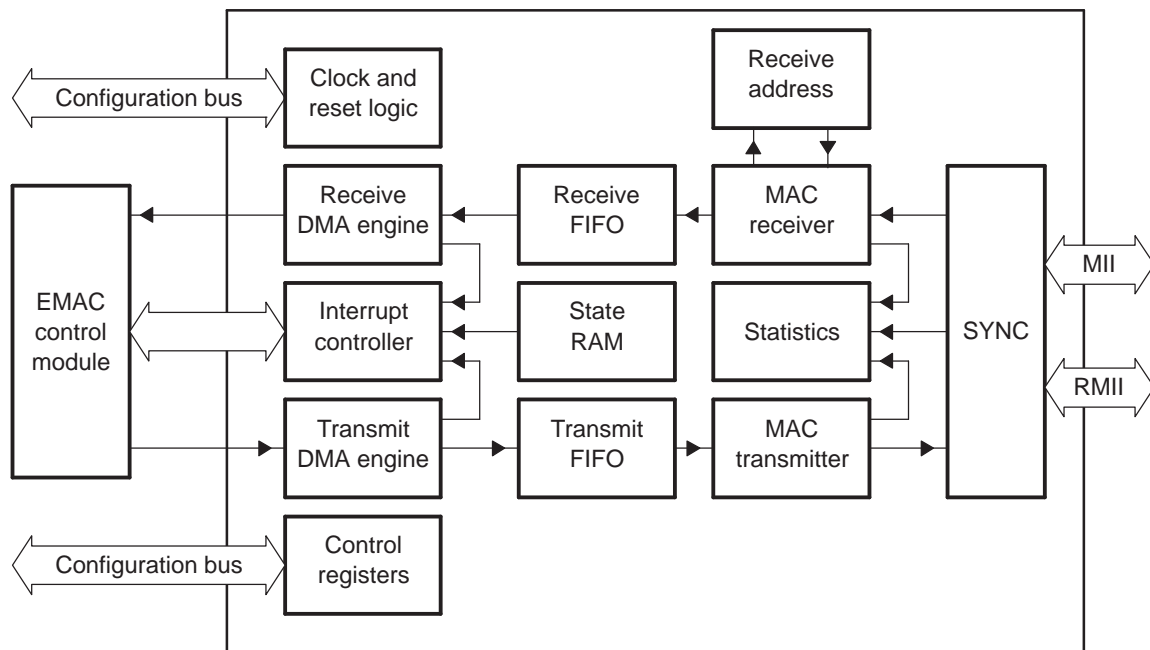 Configuration bus
Clock and
reset logic
Receive
address
EMAC
control
module
Receive
DMA engine
Receive
FIFO
MAC
receiver
Interrupt
controller
State
RAM
Statistics
SYNC
MII
RMII
Transmit
DMA engine
Transmit
FIFO
MAC
transmitter
Configuration bus
Control
registers